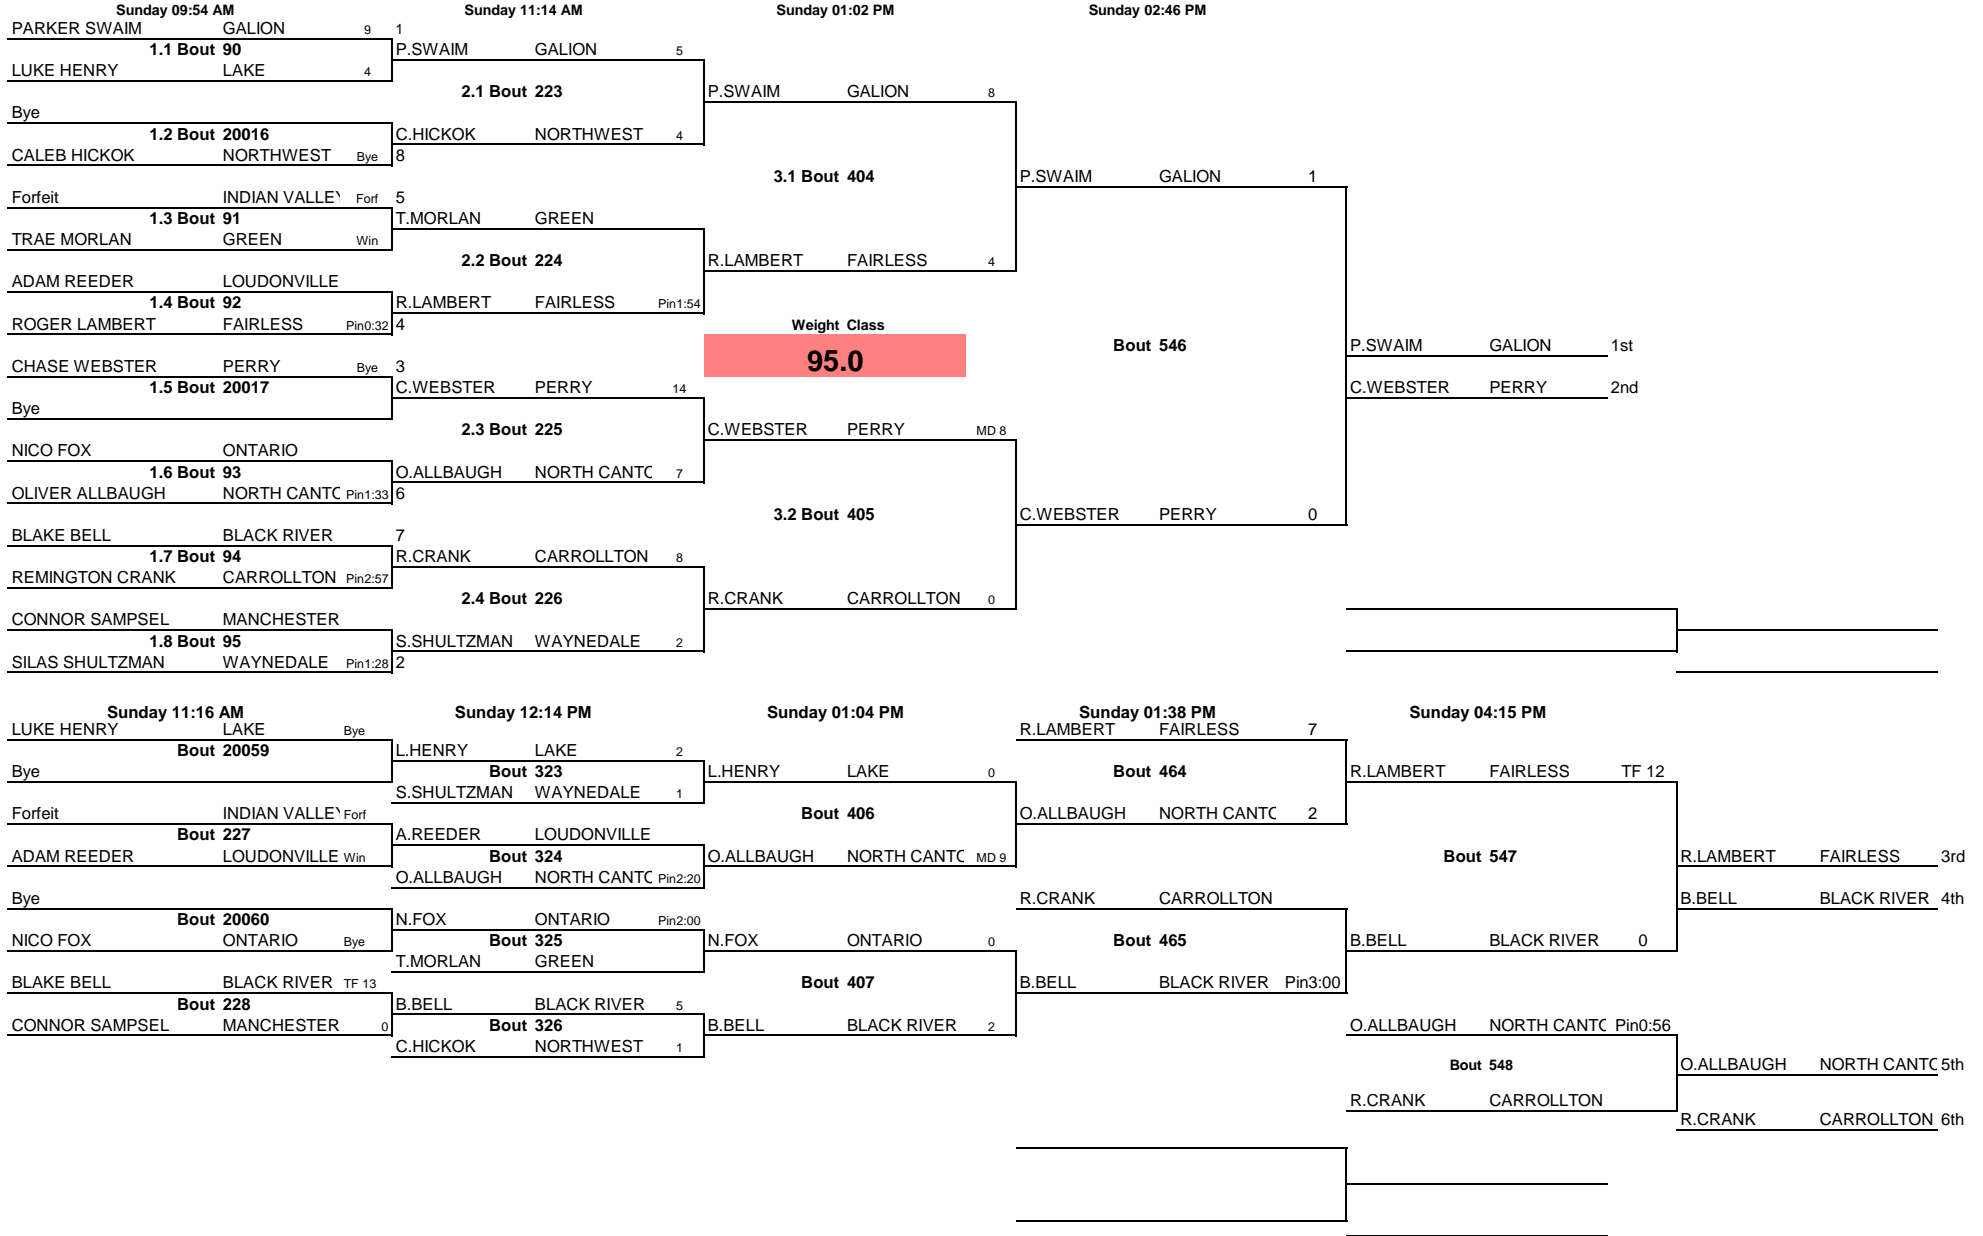 Sunday 09:54 AM Sunday 11:14 AM Sunday 01:02 PM Sunday 02:46 PM
PARKER SWAIM GALION 9 1
1.1 Bout 90 P.SWAIM GALION 5
LUKE HENRY LAKE 4
2.1 Bout 223 P.SWAIM GALION 8
Bye
1.2 Bout 20016 C.HICKOK NORTHWEST 4
CALEB HICKOK NORTHWEST Bye 8
3.1 Bout 404 P.SWAIM GALION 1
Forfeit INDIAN VALLEY Forf 5
1.3 Bout 91 T.MORLAN GREEN
TRAE MORLAN GREEN Win
2.2 Bout 224 R.LAMBERT FAIRLESS 4
ADAM REEDER LOUDONVILLE
1.4 Bout 92 R.LAMBERT FAIRLESS Pin1:54
ROGER LAMBERT FAIRLESS Pin0:32 4 Weight Class
Bout 546 P.SWAIM GALION 1st
95.0
CHASE WEBSTER PERRY Bye 3
1.5 Bout 20017 C.WEBSTER PERRY 14 C.WEBSTER PERRY 2nd
Bye
2.3 Bout 225 C.WEBSTER PERRY MD 8
NICO FOX ONTARIO
1.6 Bout 93 O.ALLBAUGH NORTH CANTC 7
OLIVER ALLBAUGH NORTH CANTC Pin1:33 6
3.2 Bout 405 C.WEBSTER PERRY 0
BLAKE BELL BLACK RIVER 7
1.7 Bout 94 R.CRANK CARROLLTON 8
REMINGTON CRANK CARROLLTON Pin2:57
2.4 Bout 226 R.CRANK CARROLLTON 0
CONNOR SAMPSEL MANCHESTER
1.8 Bout 95 S.SHULTZMAN WAYNEDALE 2
SILAS SHULTZMAN WAYNEDALE Pin1:28 2
Sunday 11:16 AM Sunday 12:14 PM Sunday 01:04 PM Sunday 01:38 PM Sunday 04:15 PM
LUKE HENRY LAKE Bye R.LAMBERT FAIRLESS 7
Bout 20059 L.HENRY LAKE 2
Bye Bout 323 L.HENRY LAKE 0 Bout 464 R.LAMBERT FAIRLESS TF 12
S.SHULTZMAN WAYNEDALE 1
Forfeit INDIAN VALLEY Forf Bout 406 O.ALLBAUGH NORTH CANTC 2
Bout 227 A.REEDER LOUDONVILLE
ADAM REEDER LOUDONVILLE Win Bout 324 O.ALLBAUGH NORTH CANTC MD 9 Bout 547 R.LAMBERT FAIRLESS 3rd
O.ALLBAUGH NORTH CANTC Pin2:20
Bye R.CRANK CARROLLTON B.BELL BLACK RIVER 4th
Bout 20060 N.FOX ONTARIO Pin2:00
NICO FOX ONTARIO Bye Bout 325 N.FOX ONTARIO 0 Bout 465 B.BELL BLACK RIVER 0
T.MORLAN GREEN
BLAKE BELL BLACK RIVER TF 13 Bout 407 B.BELL BLACK RIVER Pin3:00
Bout 228 B.BELL BLACK RIVER 5
CONNOR SAMPSEL MANCHESTER 0 Bout 326 B.BELL BLACK RIVER 2 O.ALLBAUGH NORTH CANTC Pin0:56
C.HICKOK NORTHWEST 1
Bout 548 O.ALLBAUGH NORTH CANTC 5th
R.CRANK CARROLLTON
R.CRANK CARROLLTON 6th